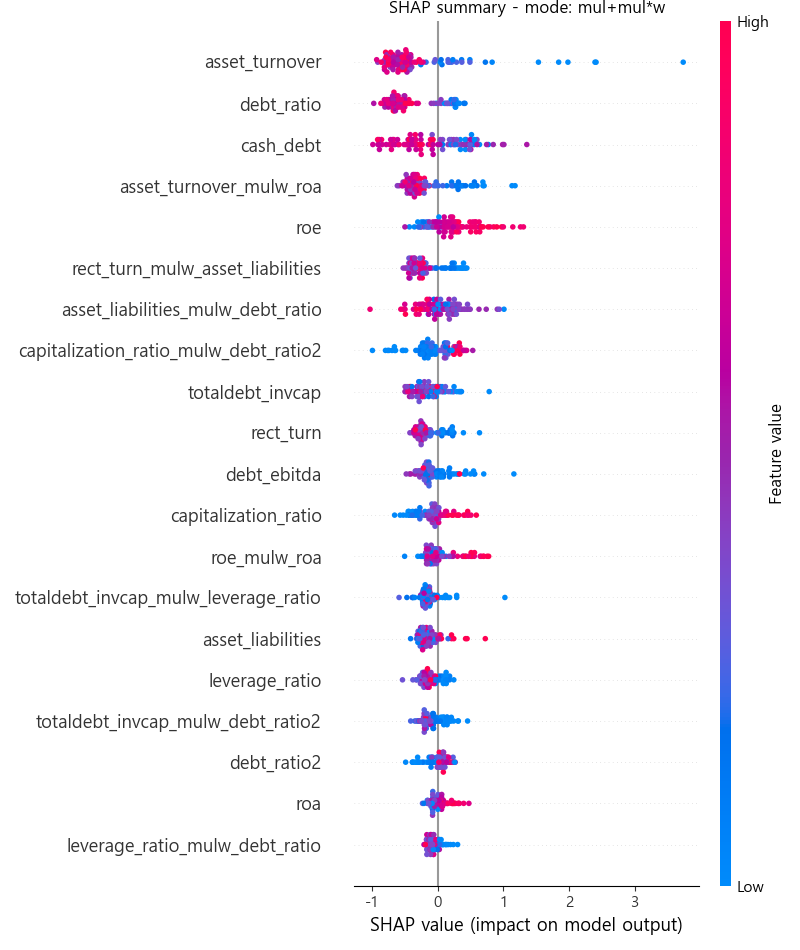 SHAP summary - mode: mul+mul*w
High
asset_turnover
debt_ratio
cash_debt
asset_turnover_mulw_roa
roe
rect_turn_mulw_asset_liabilities
asset_liabilities_mulw_debt_ratio
capitalization_ratio_mulw_debt_ratio2
totaldebt_invcap
rect_turn
debt_ebitda
capitalization_ratio
roe_mulw_roa
totaldebt_invcap_mulw_leverage_ratio
asset_liabilities
leverage_ratio
totaldebt_invcap_mulw_debt_ratio2
debt_ratio2
roa
leverage_ratio_mulw_debt_ratio
Feature value
Low
-1 0 1 2 3
SHAP value (impact on model output)